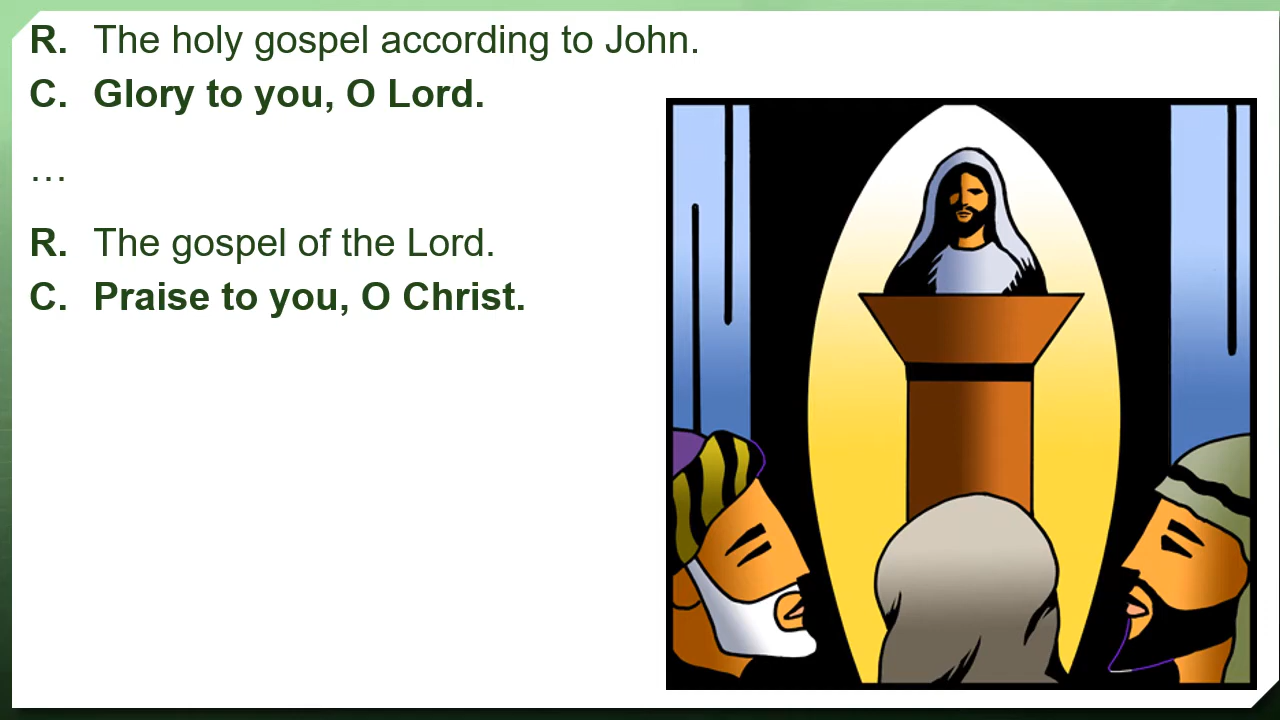 R. The holy gospel according to John.
C. Glory to you, O Lord.
…
R. The gospel of the Lord.
C. Praise to you, O Christ.